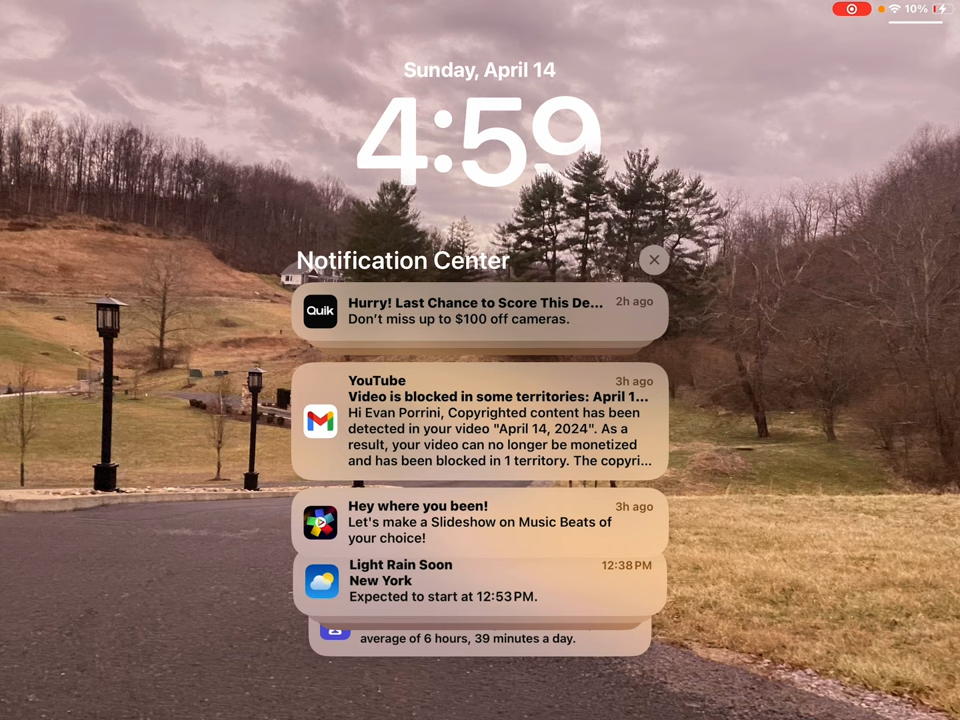 10%
Sunday, April 14
4:59
Notification Center
Quik
Hurry! Last Chance to Score This De...
2h ago
Don't miss up to $100 off cameras.
YouTube
3h ago
Video is blocked in some territories: April 1...
Hi Evan Porrini, Copyrighted content has been
detected in your video "April 14, 2024". As a
result, your video can no longer be monetized
and has been blocked in 1 territory. The copyri...
Hey where you been!
3h ago
Let's make a Slideshow on Music Beats of
your choice!
Light Rain Soon
12:38 PM
New York
Expected to start at 12:53 PM.
average of 6 hours, 39 minutes a day.